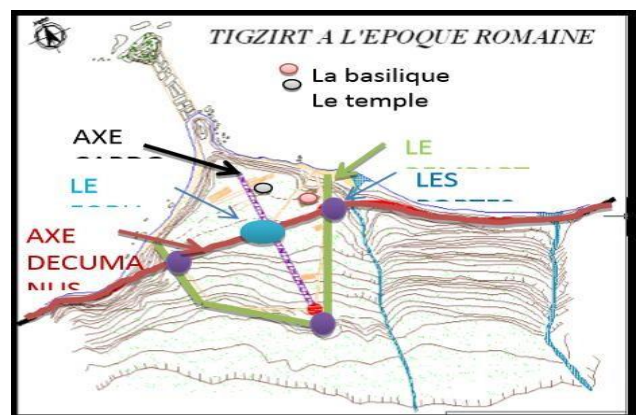 TIGZIRT A L'EPOQUE ROMAINE
La basilique
Le temple
AXE
LE
LE
LES
AXE
DECUMA
NUS